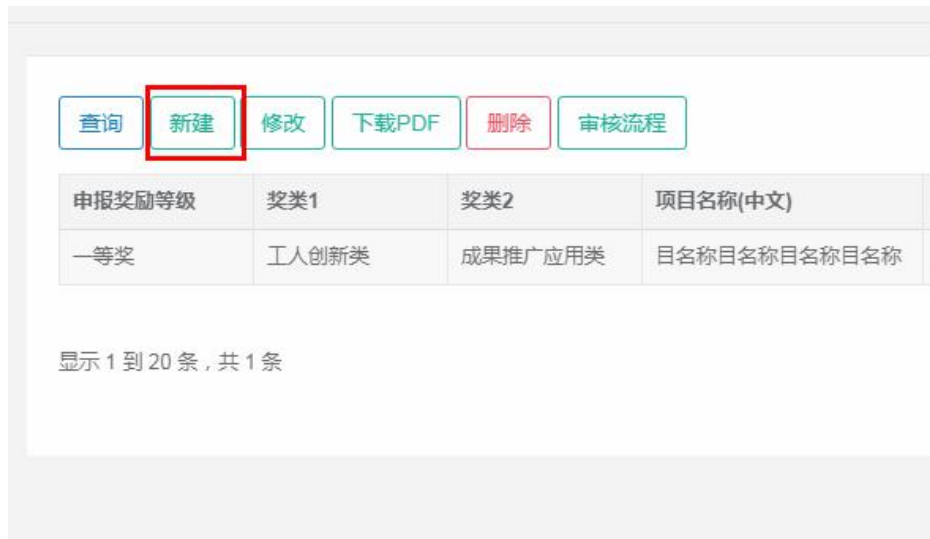 查询 新建 修改 下载PDF 删除 审核流程
申报奖励等级 奖类1 奖类2 项目名称(中文)
一等奖 工人创新类 成果推广应用类 目名称目名称目名称目名称
显示 1 到 20 条，共 1 条